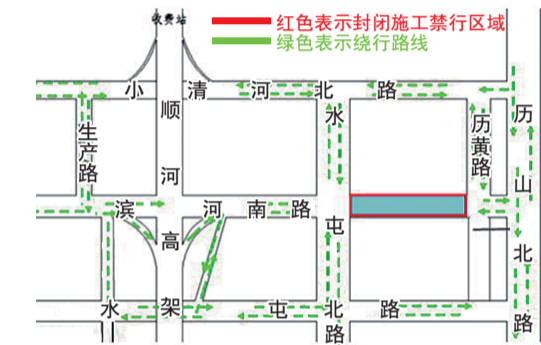 收费站
红色表示封闭施工禁行区域
绿色表示绕行路线
小清河北路
顺河高架
生产路
水屯北路
历黄路
历山北路
滨河南路
水屯北路